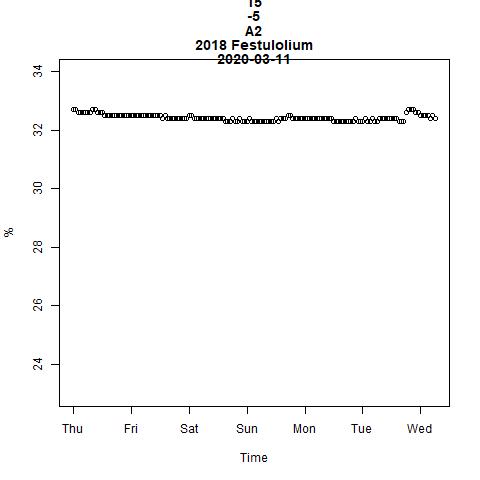 15
-5
A2
2018 Festulolium
2020-03-11
34
32
30
28
26
24
%
Thu Fri Sat Sun Mon Tue Wed
Time